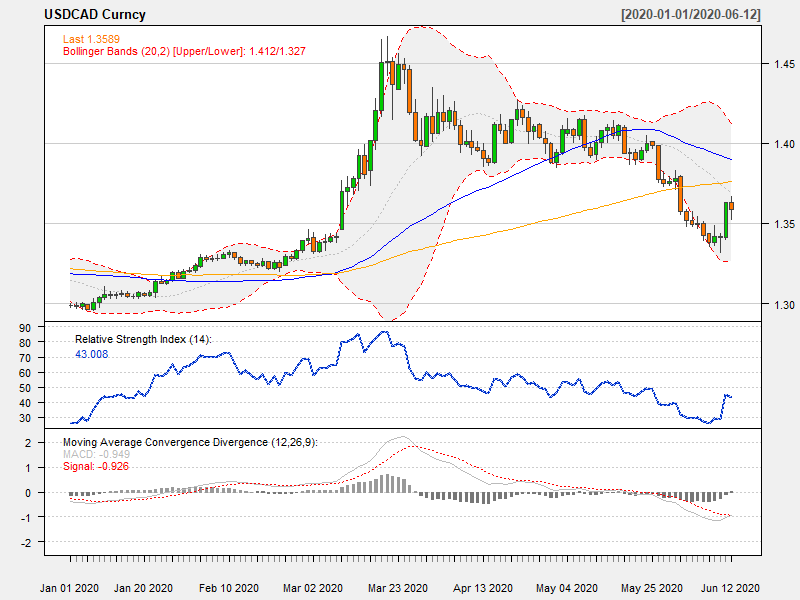 USDCAD Curncy
[2020-01-01/2020-06-12]
Last 1.3589
Bollinger Bands (20,2) [Upper/Lower]: 1.412/1.327
1.45
1.40
1.35
1.30
Relative Strength Index (14):
43.008
90
80
70
60
50
40
30
Moving Average Convergence Divergence (12,26,9):
MACD: -0.949
Signal: -0.926
2
1
0
-1
-2
Jan 01 2020 Jan 20 2020 Feb 10 2020 Mar 02 2020 Mar 23 2020 Apr 13 2020 May 04 2020 May 25 2020 Jun 12 2020